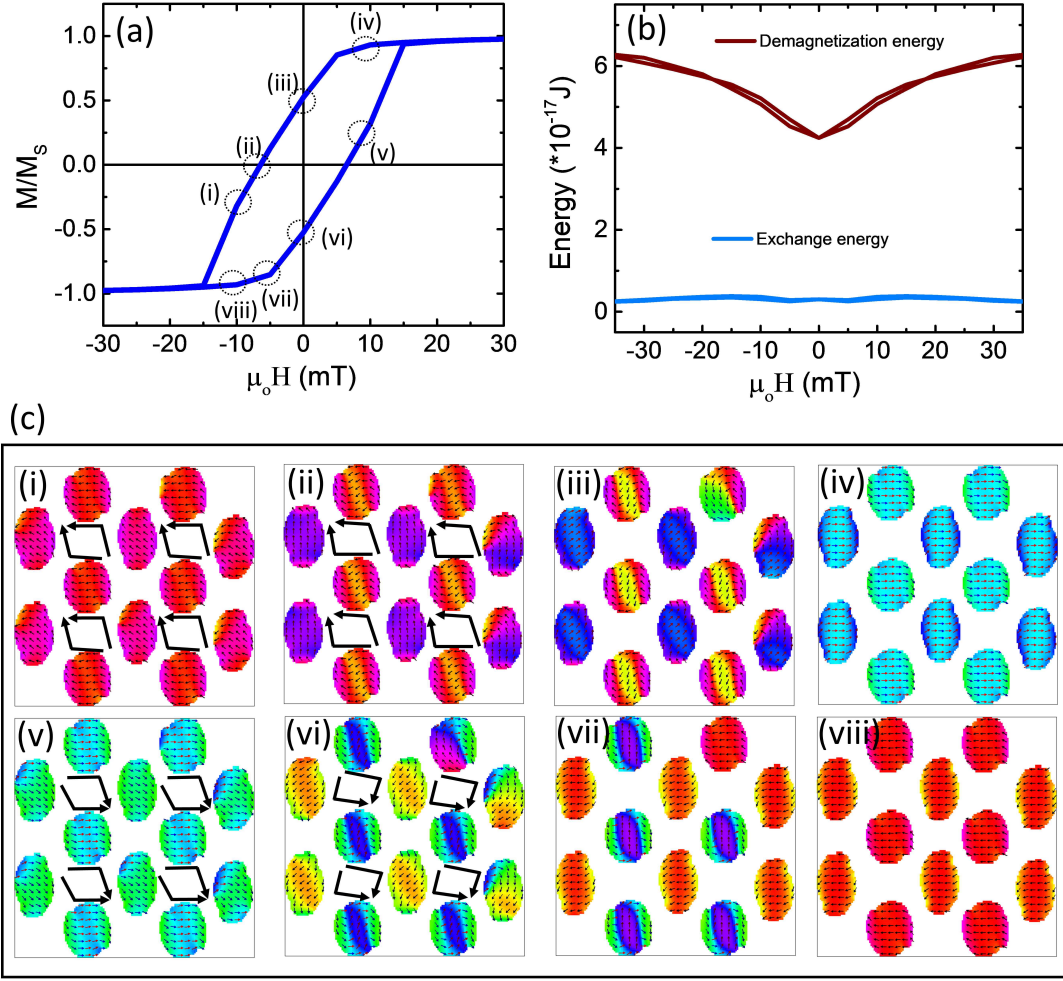 (a)
1.0
0.5
0.0
-0.5
-1.0
M/M_S
(i)
(ii)
(iii)
(iv)
(v)
(vi)
(vii)
(viii)
-30 -20 -10 0 10 20 30
μ_oH (mT)
(b)
6
4
2
0
Energy (*10^-17J)
Demagnetization energy
Exchange energy
-30 -20 -10 0 10 20 30
μ_oH (mT)
(c)
(i) (ii) (iii) (iv)
(v) (vi) (vii) (viii)